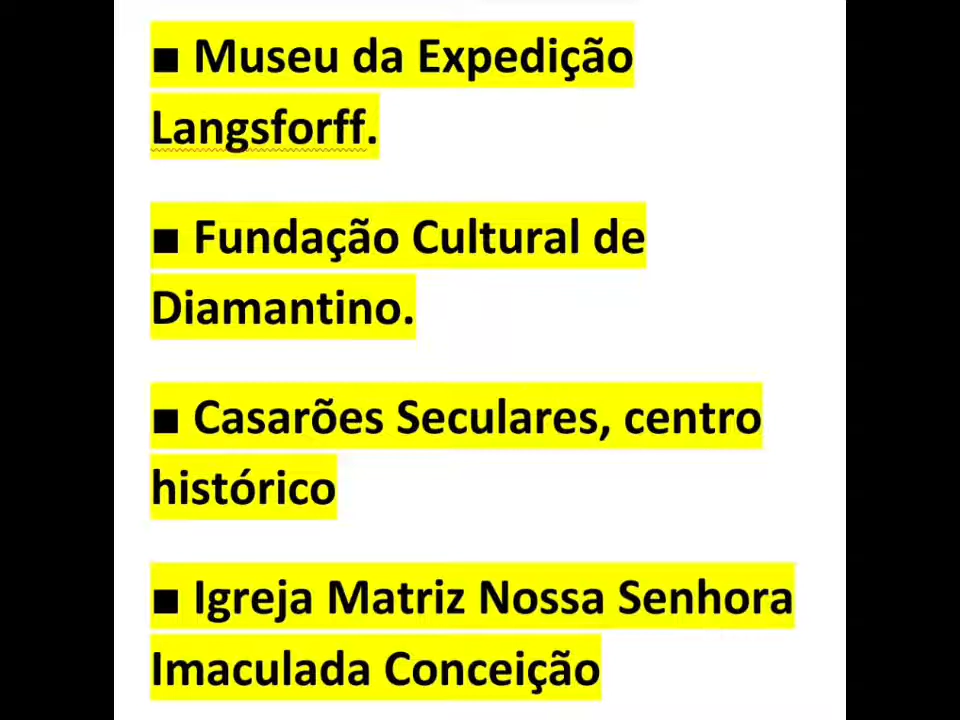 ■ Museu da Expedição
Langsforff.
■ Fundação Cultural de
Diamantino.
■ Casarões Seculares, centro
histórico
■ Igreja Matriz Nossa Senhora
Imaculada Conceição